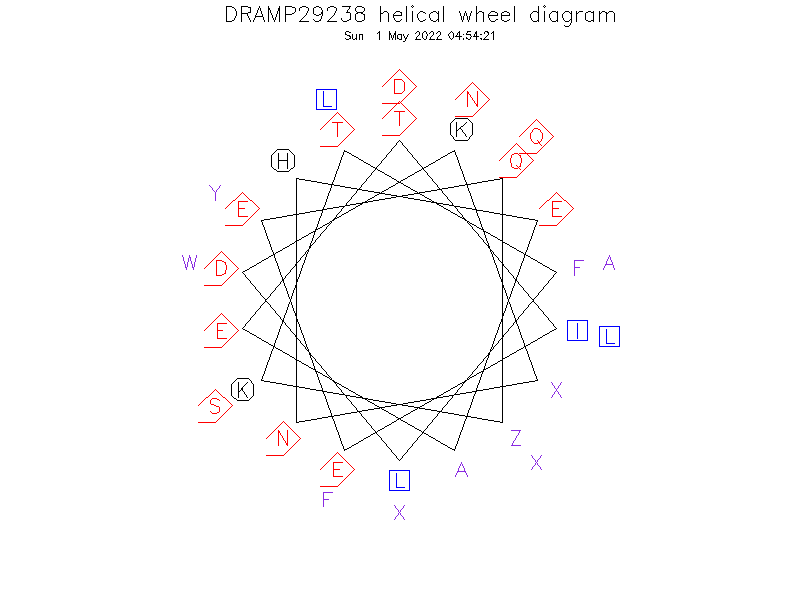 DRAMP29238 helical wheel diagram
Sun 1 May 2022 04:54:21
D
L N
T T K
Q
H Q
Y E E
W D F A
E I L
K X
S
N Z
E L A X
F X